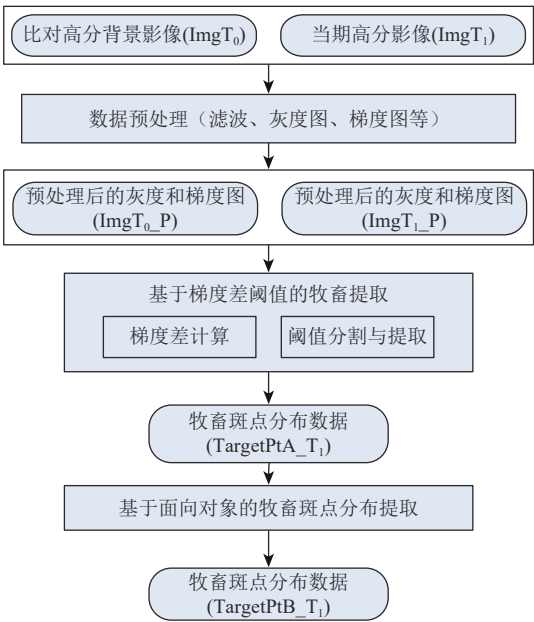 比对高分背景影像(ImgT₀)
当期高分影像(ImgT₁)
数据预处理（滤波、灰度图、梯度图等）
预处理后的灰度和梯度图
(ImgT₀_P)
预处理后的灰度和梯度图
(ImgT₁_P)
基于梯度差阈值的牧畜提取
梯度差计算
阈值分割与提取
牧畜斑点分布数据
(TargetPtA_T₁)
基于面向对象的牧畜斑点分布提取
牧畜斑点分布数据
(TargetPtB_T₁)